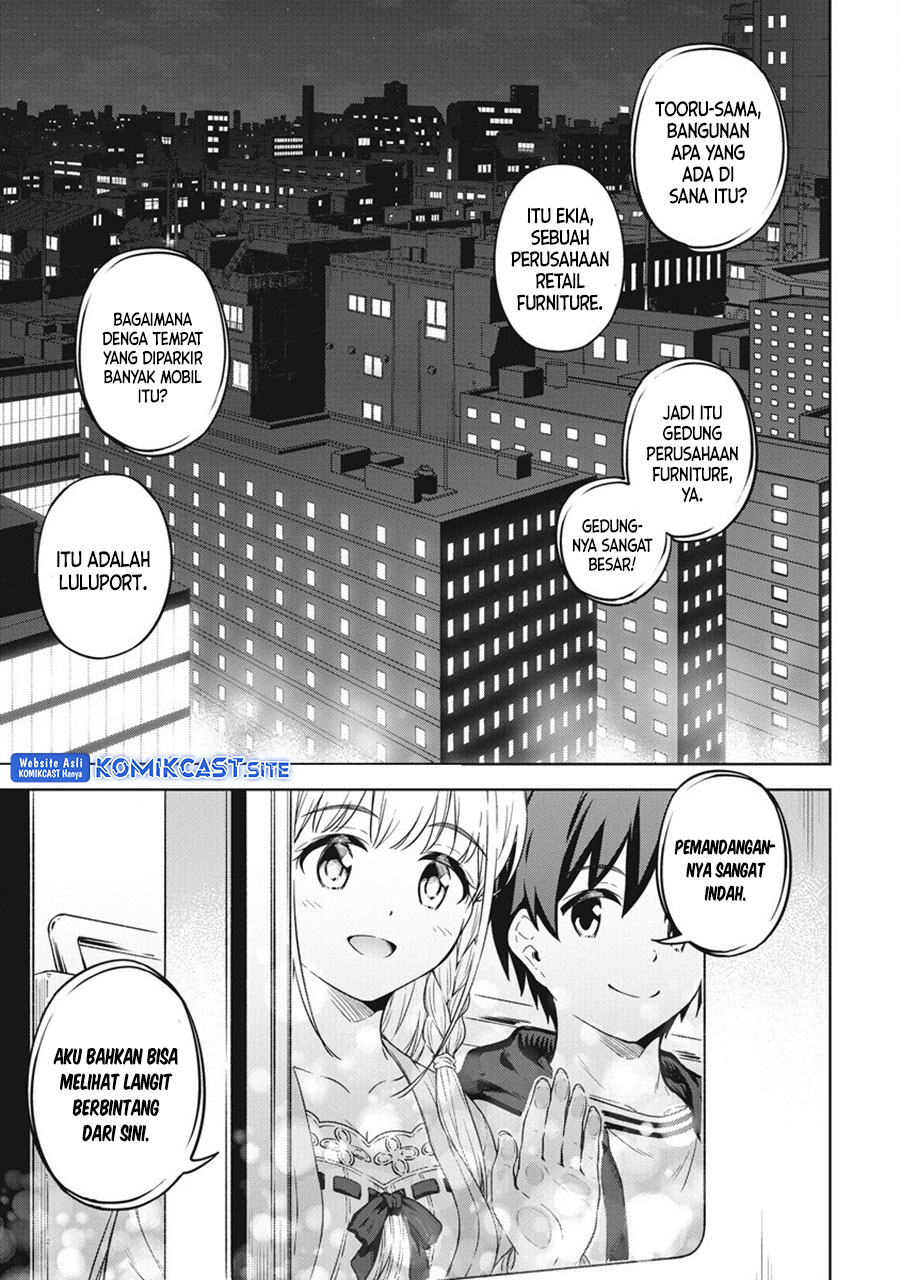 TOORU-SAMA,
BANGUNAN
APA YANG
ADA DI
SANA ITU?
ITU EKIA,
SEBUAH
PERUSAHAAN
RETAIL
FURNITURE.
JADI ITU
GEDUNG
PERUSAHAAN
FURNITURE,
YA.
GEDUNG-
NYA SANGAT
BESAR!
BAGAIMANA
DENGA TEMPAT
YANG DIPARKIR
BANYAK MOBIL
ITU?
ITU ADALAH
LULUPORT.
Website Asli
KOMIKCAST Hanya
KOMIKCAST.SITE
PEMANDANGAN-
NYA SANGAT
INDAH.
AKU BAHKAN BISA
MELIHAT LANGIT
BERBINTANG
DARI SINI.